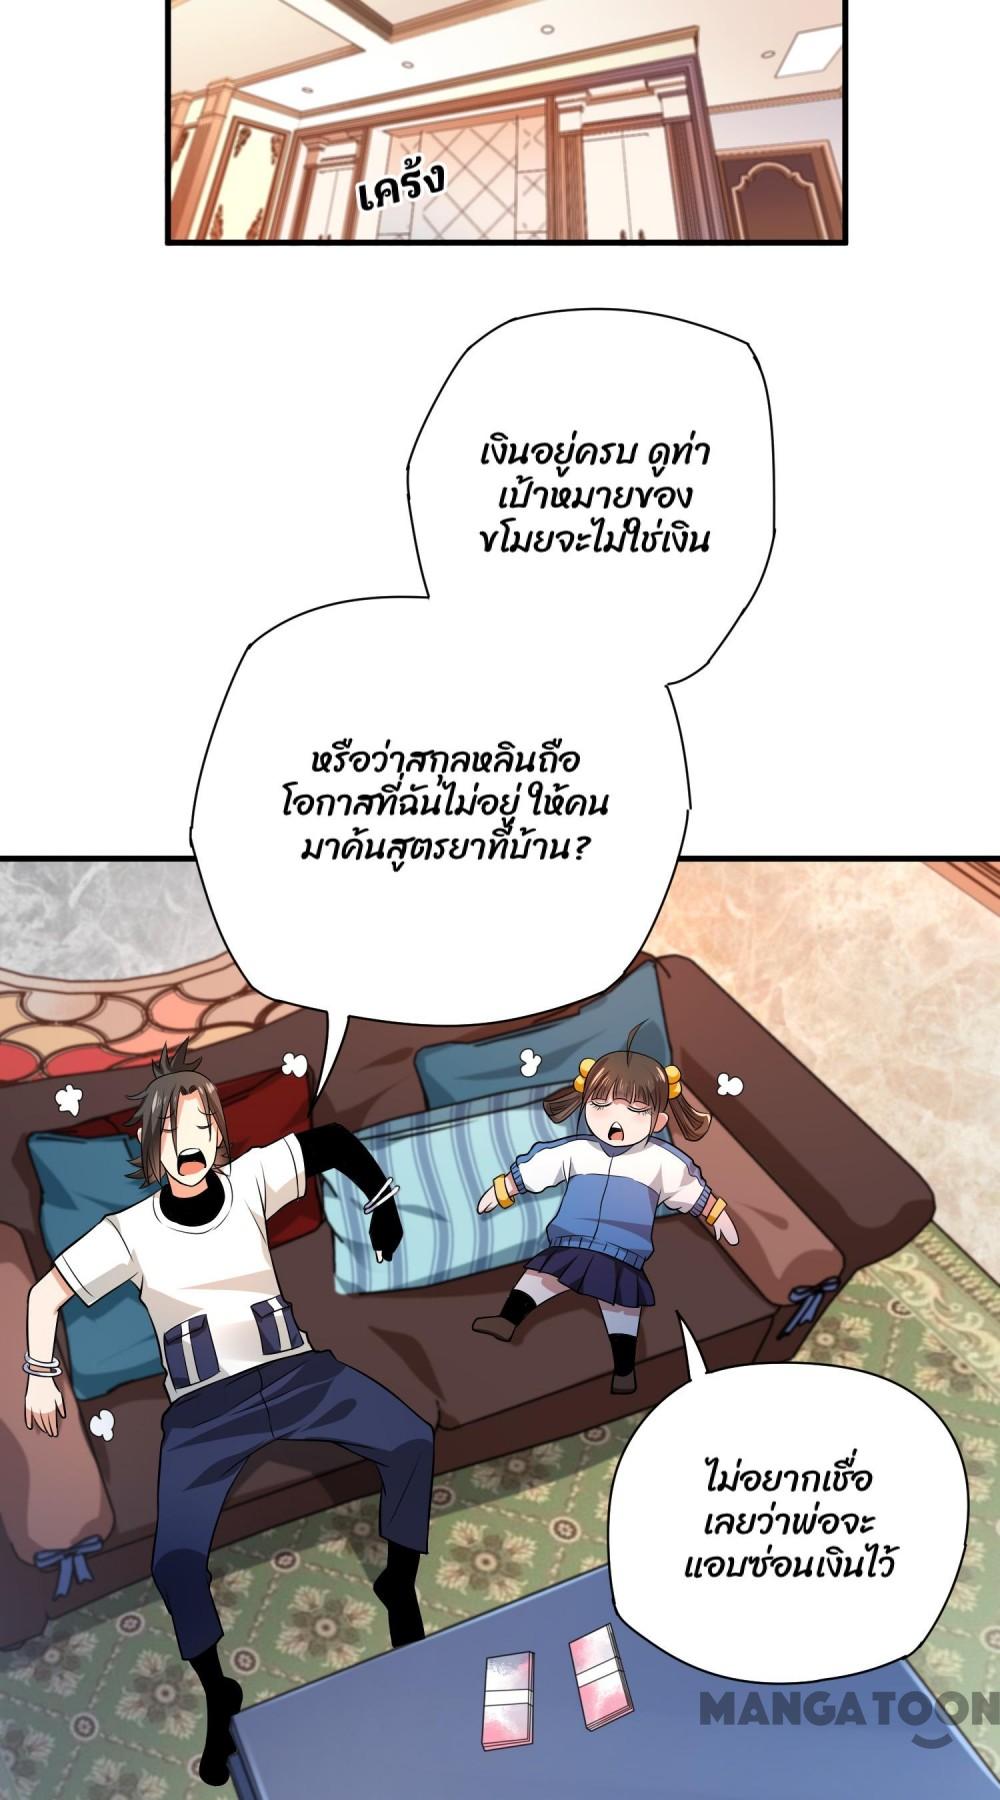 เคร้ง
เงินอยู่ครบ ดูท่า
เป้าหมายของ
ขโมยจะไม่ใช่เงิน
หรือว่าสกุลหลินถือ
โอกาสที่ฉันไม่อยู่ ให้คน
มาค้นสูตรยาที่บ้าน?
ไม่อยากเชื่อ
เลยว่าพ่อจะ
แอบซ่อนเงินไว้
MANGATOON